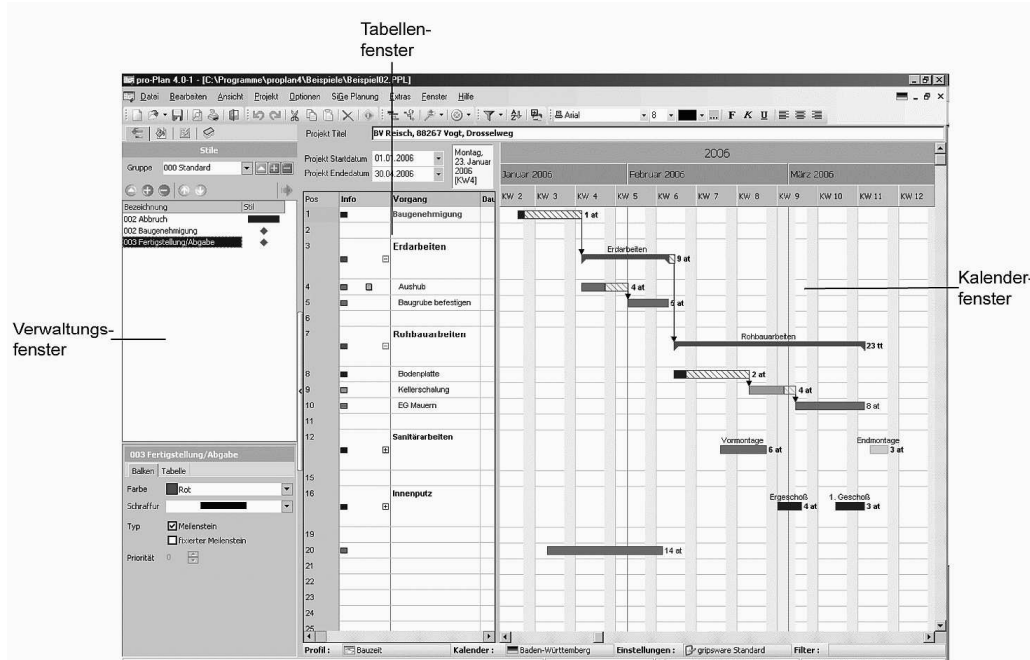 Tabellen-
fenster
pro-Plan 4.0-1 - [C:\Programme\proplan4\Beispiele\Beispiel02.PPL]
Datei Bearbeiten Ansicht Projekt Optionen SiGe Planung Extras Fenster Hilfe
Arial 8 F K U
Stile
Projekt Titel BV Reisch, 88267 Vogt, Drosselweg
Gruppe 000 Standard
Projekt Startdatum 01.01.2006
Projekt Endedatum 30.04.2006
Montag,
23. Januar
2006
[KW4]
2006
Januar 2006 Februar 2006 März 2006
KW 2 KW 3 KW 4 KW 5 KW 6 KW 7 KW 8 KW 9 KW 10 KW 11 KW 12
Bezeichnung Stil
002 Abbruch
002 Baugenehmigung
003 Fertigstellung/Abgabe
Pos Info Vorgang Dau
1 Baugenehmigung 1 at
2
3 Erdarbeiten Erdarbeiten 9 at
4 Aushub 4 at
5 Baugrube befestigen 5 at
6
7 Rohbauarbeiten Rohbauarbeiten 23 tt
8 Bodenplatte 2 at
9 Kellerschalung 4 at
10 EG Mauern 8 at
11
12 Sanitärarbeiten Vormontage 6 at Endmontage 3 at
15
16 Innenputz Ergeschoß 4 at 1. Geschoß 3 at
19
20 14 at
21
22
23
24
25
Verwaltungs-
fenster
Kalender-
fenster
003 Fertigstellung/Abgabe
Balken Tabelle
Farbe Rot
Schraffur
Typ Meilenstein
fixierter Meilenstein
Priorität 0
Profil : Bauzeit Kalender : Baden-Württemberg Einstellungen : gripsware Standard Filter :